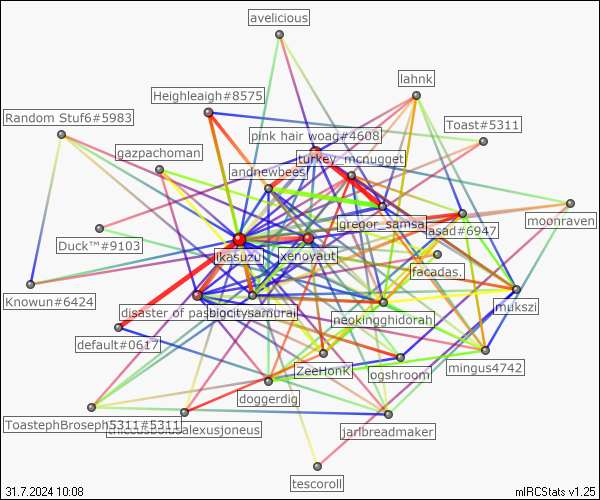 avelicious
lahnk
Heighleaigh#8575
Random Stuf6#5983
Toast#5311
pink hair woag#4608
gazpachoman
turkey_mcnugget
andnewbees
gregor_samsa
asad#6947
moonraven
Duck™#9103
ikasuzu
xenoyaut
facadas.
Knowun#6424
disaster of
biocitysamurai
neokingghidorah
mukszi
default#0617
ZeeHonK
ogshroom
mingus4742
doggerdig
ToastephBroseph5311#5311
jarlbreadmaker
tescoroll
31.7.2024 10:08
mIRCStats v1.25